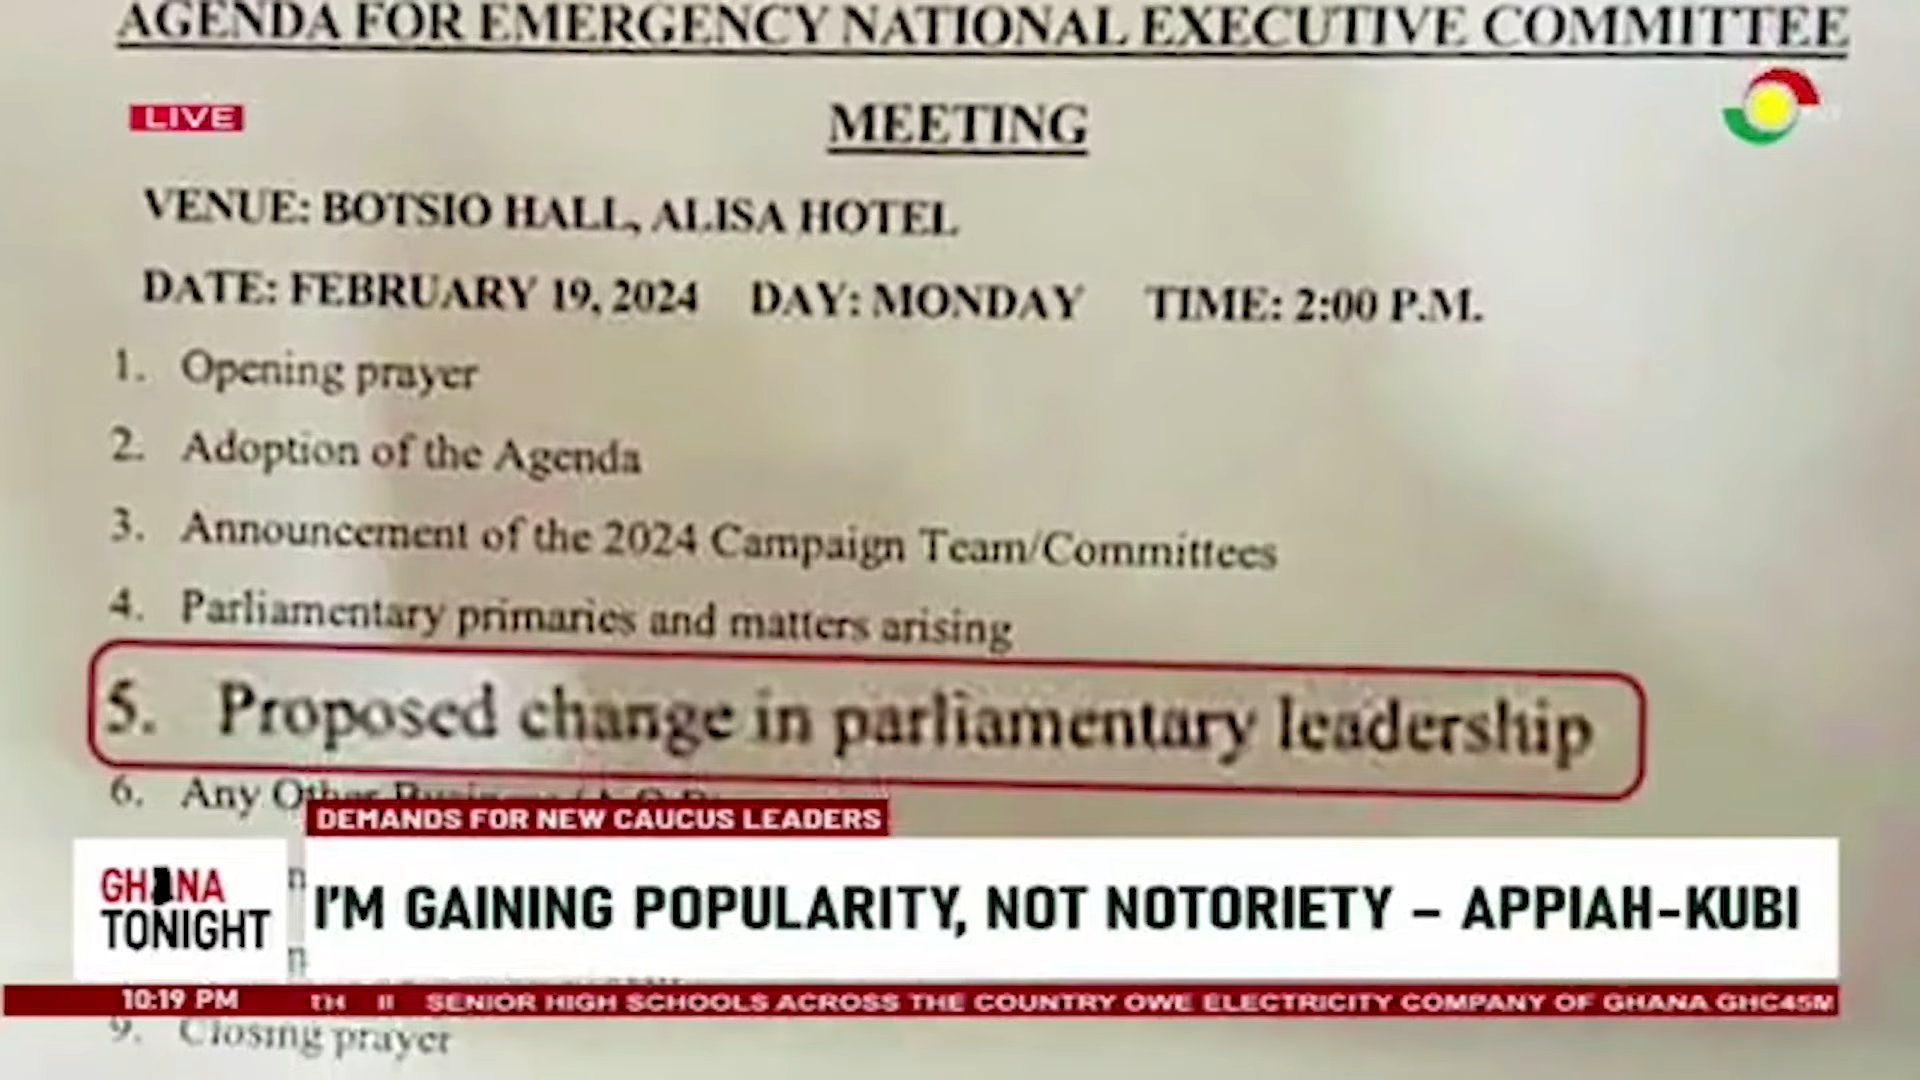 AGENDA FOR EMERGENCY NATIONAL EXECUTIVE COMMITTEE
LIVE
MEETING
VENUE: BOTSIO HALL, ALISA HOTEL
DATE: FEBRUARY 19, 2024 DAY: MONDAY TIME: 2:00 P.M.
1. Opening prayer
2. Adoption of the Agenda
3. Announcement of the 2024 Campaign Team/Committees
4. Parliamentary primaries and matters arising
5. Proposed change in parliamentary leadership
6. Any Other
DEMANDS FOR NEW CAUCUS LEADERS
GHANA TONIGHT
I'M GAINING POPULARITY, NOT NOTORIETY – APPIAH-KUBI
10:19 PM TH II SENIOR HIGH SCHOOLS ACROSS THE COUNTRY OWE ELECTRICITY COMPANY OF GHANA GHC45M
9. Closing prayer